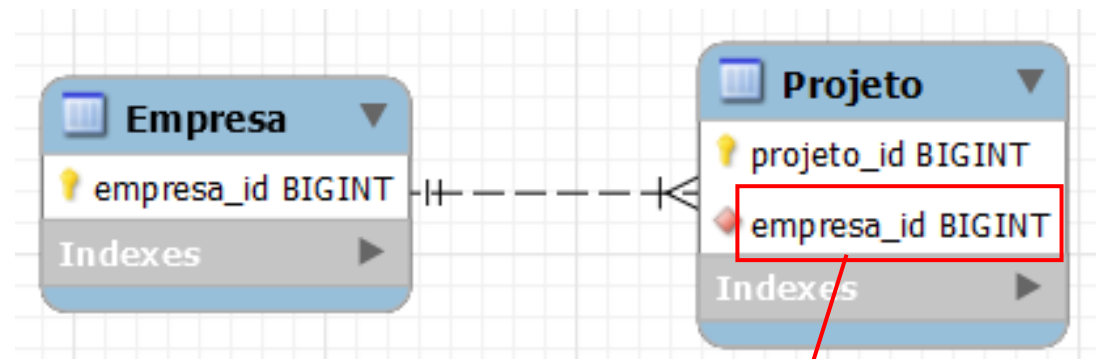 Empresa
empresa_id BIGINT
Indexes
Projeto
projeto_id BIGINT
empresa_id BIGINT
Indexes